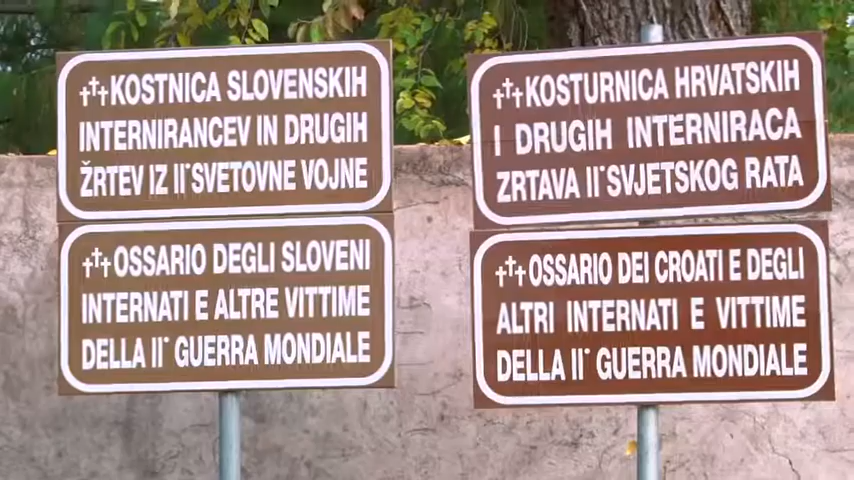 KOSTNICA SLOVENSKIH
INTERNIRANCEV IN DRUGIH
ŽRTEV IZ II°SVETOVNE VOJNE
OSSARIO DEGLI SLOVENI
INTERNATI E ALTRE VITTIME
DELLA II° GUERRA MONDIALE
KOSTURNICA HRVATSKIH
I DRUGIH INTERNIRACA
ZRTAVA II°SVJETSKOG RATA
OSSARIO DEI CROATI E DEGLI
ALTRI INTERNATI E VITTIME
DELLA II° GUERRA MONDIALE